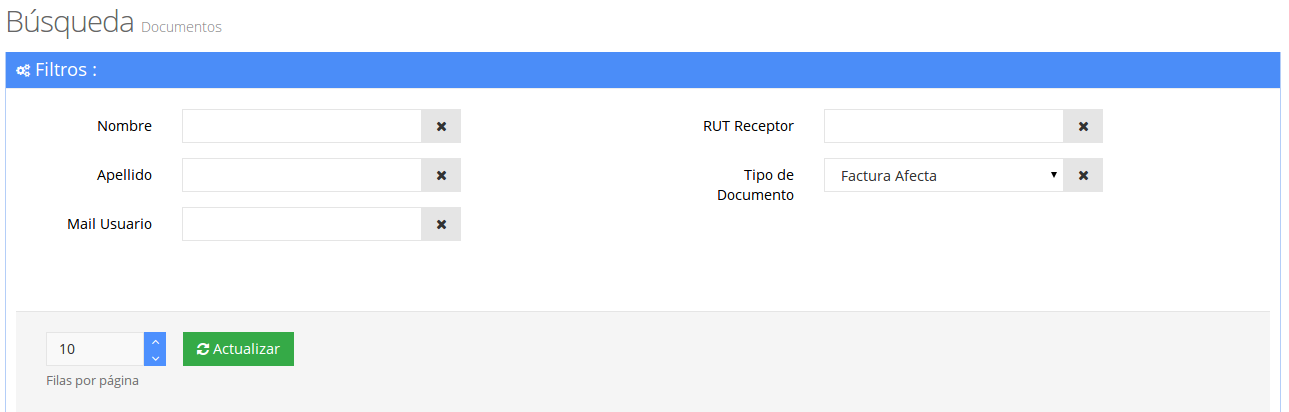 Búsqueda Documentos
Filtros :
Nombre
RUT Receptor
Apellido
Tipo de
Documento
Factura Afecta
Mail Usuario
10
Actualizar
Filas por página